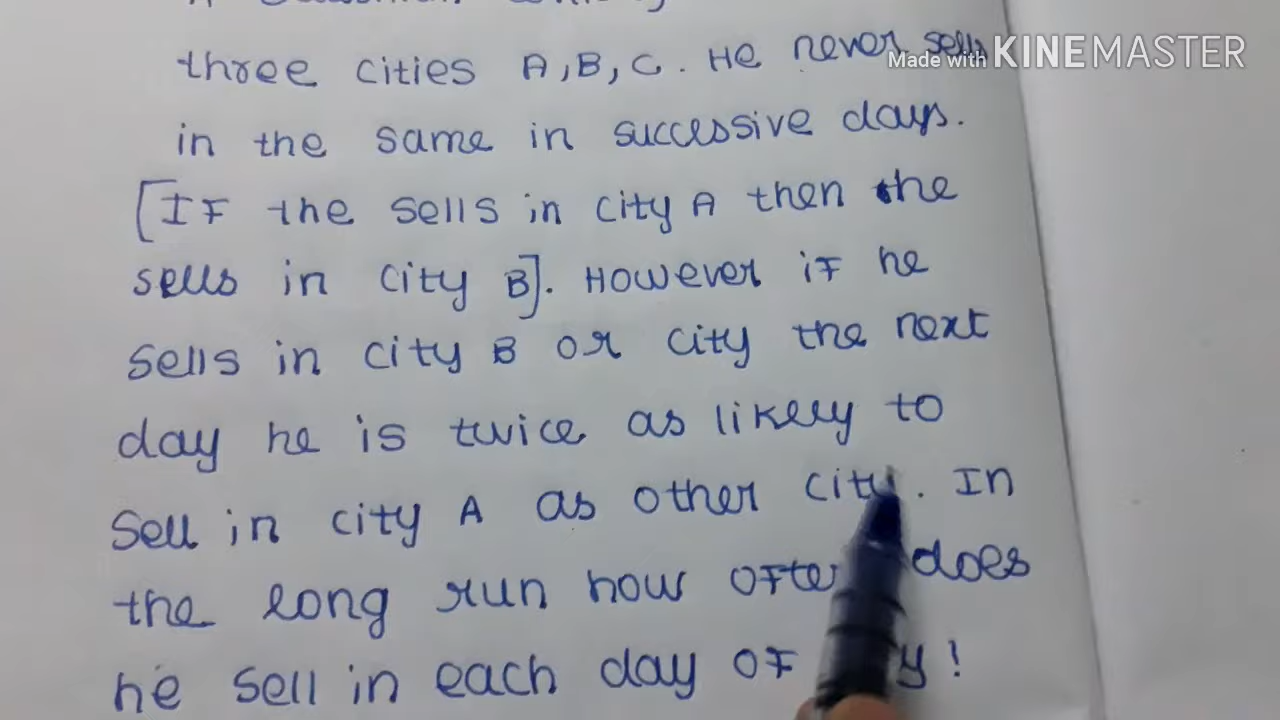 three cities A, B, C. He never sells
Made with KINEMASTER
in the same in successive days.
[IF the sells in city A then the
sells in city B]. However if he
sells in city B or city the next
day he is twice as likely to
sell in city A as other city. In
the long run how often does
he sell in each day of